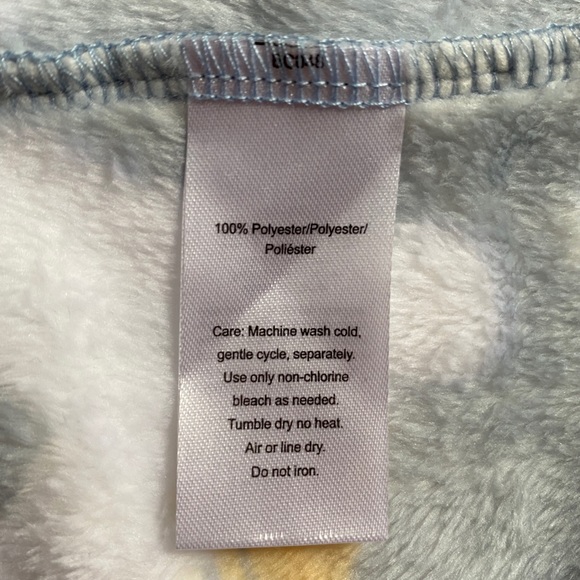 100% Polyester/Polyester/
Poliéster
Care: Machine wash cold,
gentle cycle, separately.
Use only non-chlorine
bleach as needed.
Tumble dry no heat.
Air or line dry.
Do not iron.